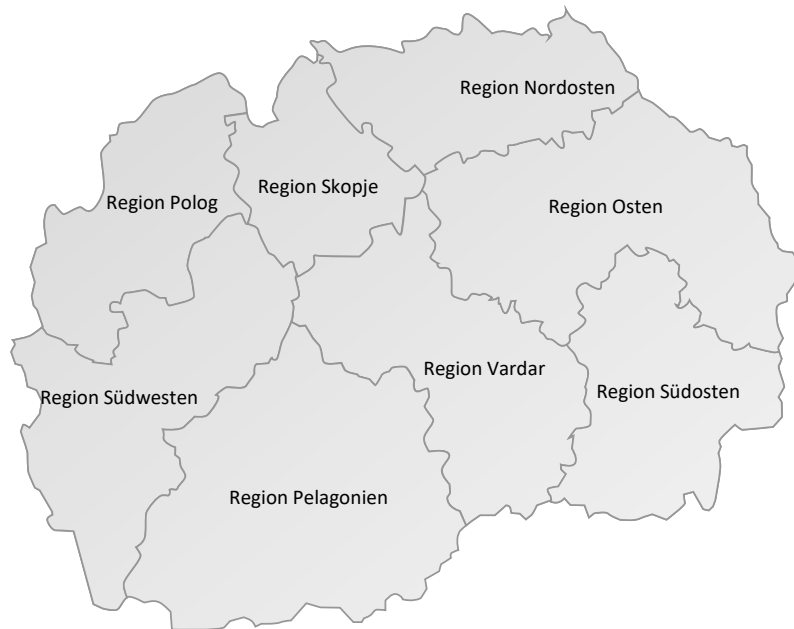 Region Nordosten
Region Skopje
Region Polog
Region Osten
Region Vardar
Region Südwesten
Region Südosten
Region Pelagonien